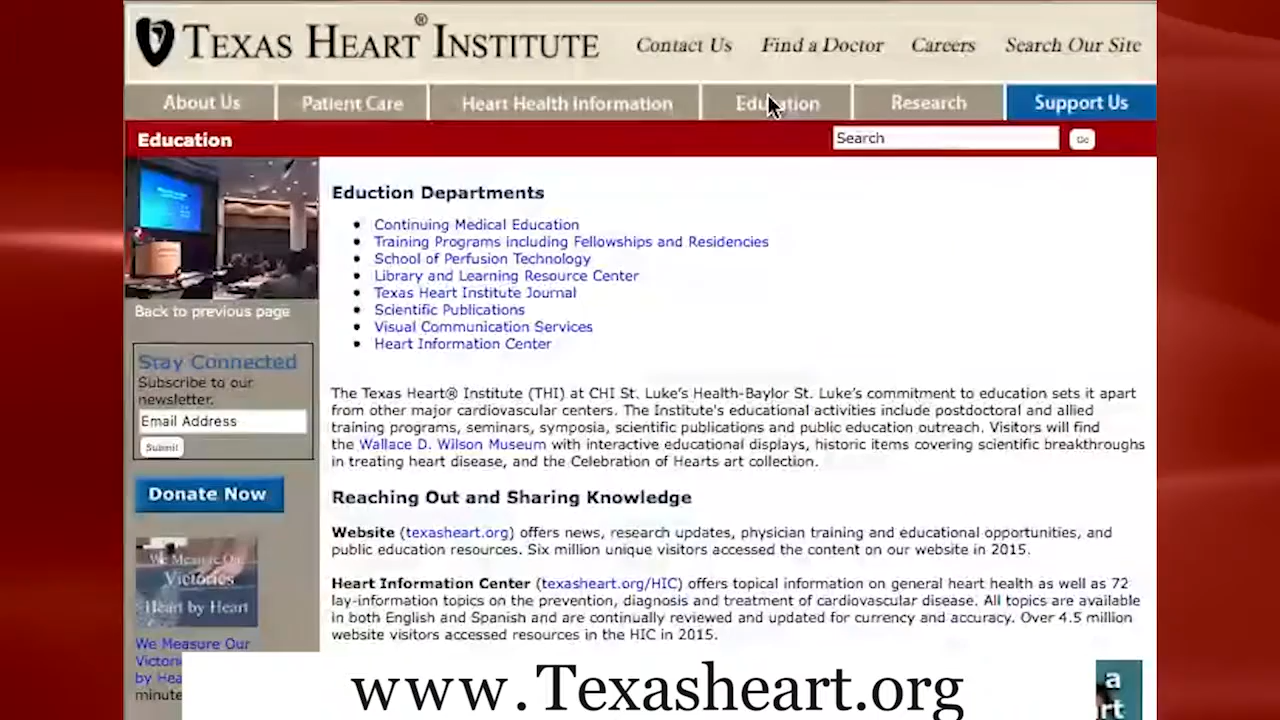 TEXAS HEART® INSTITUTE
Contact Us Find a Doctor Careers Search Our Site
About Us Patient Care Heart Health Information Education Research Support Us
Education
Search Go
Eduction Departments
Continuing Medical Education
Training Programs including Fellowships and Residencies
School of Perfusion Technology
Library and Learning Resource Center
Texas Heart Institute Journal
Scientific Publications
Visual Communication Services
Heart Information Center
Back to previous page
Stay Connected
Subscribe to our
newsletter.
Email Address
Submit
Donate Now
We Measure Our
Victories
Heart by Heart
We Measure Our
by
minute
The Texas Heart® Institute (THI) at CHI St. Luke's Health-Baylor St. Luke's commitment to education sets it apart
from other major cardiovascular centers. The Institute's educational activities include postdoctoral and allied
training programs, seminars, symposia, scientific publications and public education outreach. Visitors will find
the Wallace D. Wilson Museum with interactive educational displays, historic items covering scientific breakthroughs
in treating heart disease, and the Celebration of Hearts art collection.
Reaching Out and Sharing Knowledge
Website (texasheart.org) offers news, research updates, physician training and educational opportunities, and
public education resources. Six million unique visitors accessed the content on our website in 2015.
Heart Information Center (texasheart.org/HIC) offers topical information on general heart health as well as 72
lay-information topics on the prevention, diagnosis and treatment of cardiovascular disease. All topics are available
in both English and Spanish and are continually reviewed and updated for currency and accuracy. Over 4.5 million
website visitors accessed resources in the HIC in 2015.
www.Texasheart.org
a